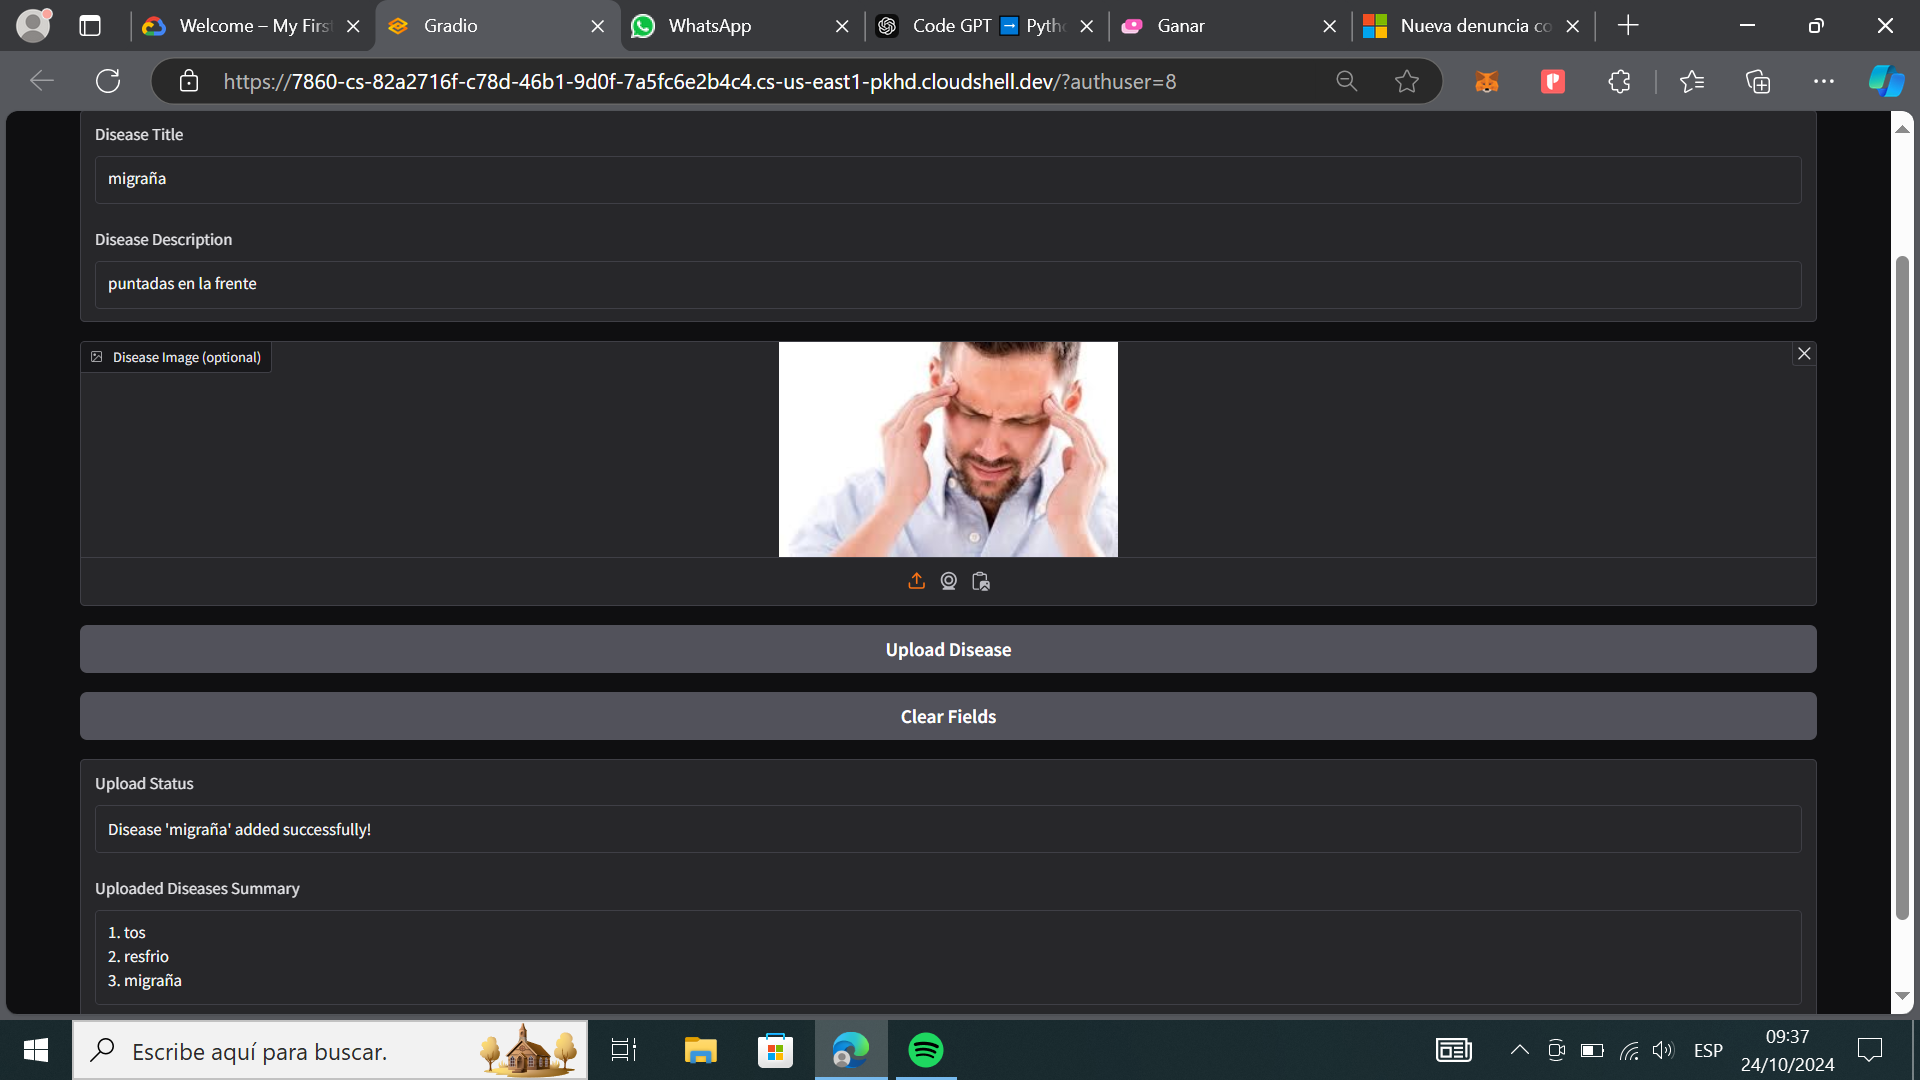 Welcome – My Firs
Gradio
WhatsApp
Code GPT → Pyth
Ganar
Nueva denuncia co
https://7860-cs-82a2716f-c78d-46b1-9d0f-7a5fc6e2b4c4.cs-us-east1-pkhd.cloudshell.dev/?authuser=8
Disease Title
migraña
Disease Description
puntadas en la frente
Disease Image (optional)
Upload Disease
Clear Fields
Upload Status
Disease 'migraña' added successfully!
Uploaded Diseases Summary
1. tos
2. resfrio
3. migraña
Escribe aquí para buscar.
ESP
09:37
24/10/2024